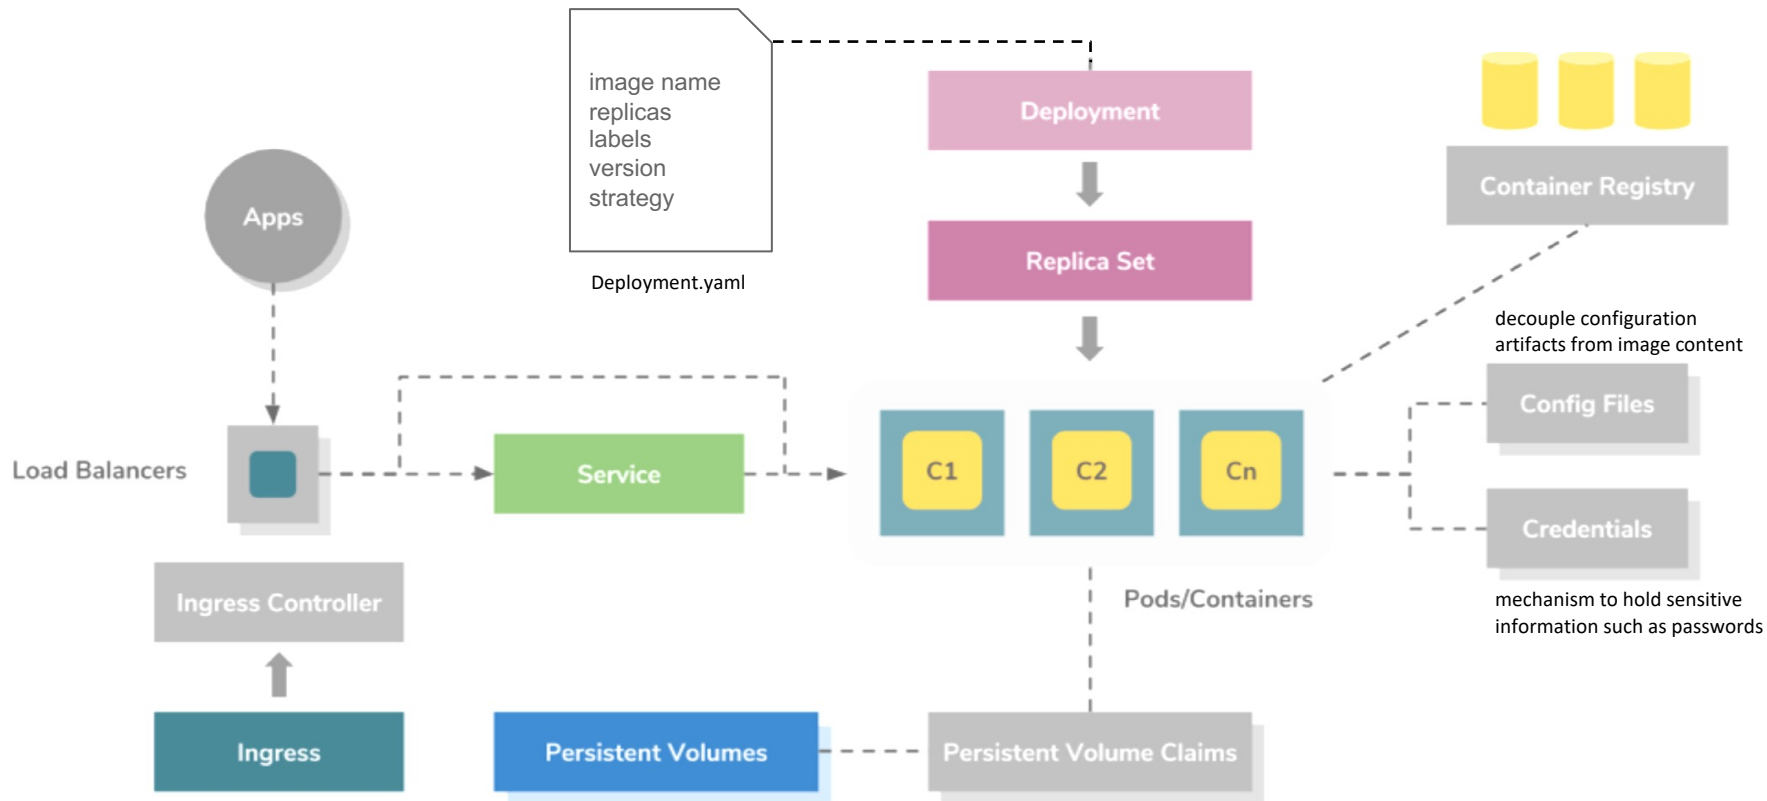 image name
replicas
labels
version
strategy
Deployment.yaml
Deployment
Replica Set
Container Registry
Apps
decouple configuration
artifacts from image content
Config Files
Load Balancers
Service
C1
C2
Cn
Credentials
mechanism to hold sensitive
information such as passwords
Ingress Controller
Pods/Containers
Ingress
Persistent Volumes
Persistent Volume Claims